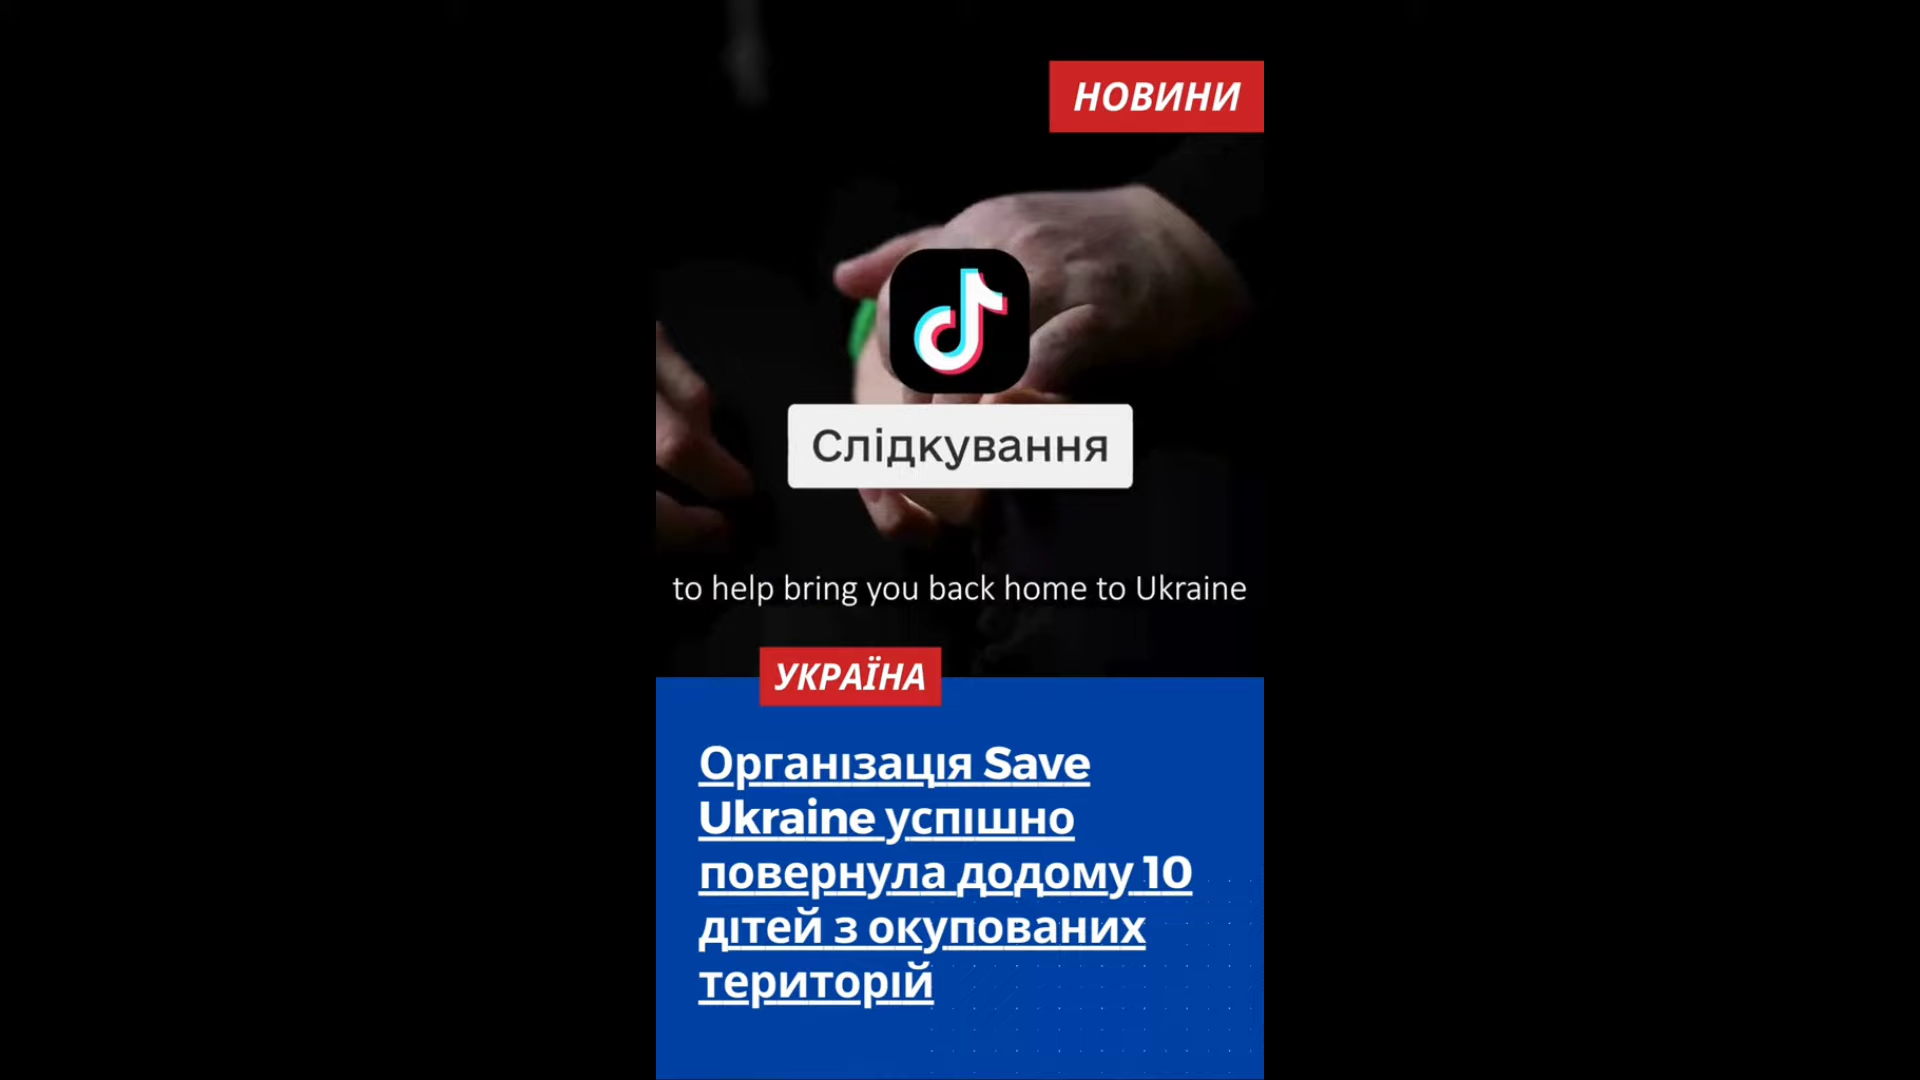 НОВИНИ
Слідкування
to help bring you back home to Ukraine
УКРАЇНА
Організація Save
Ukraine успішно
повернула додому 10
дітей з окупованих
територій